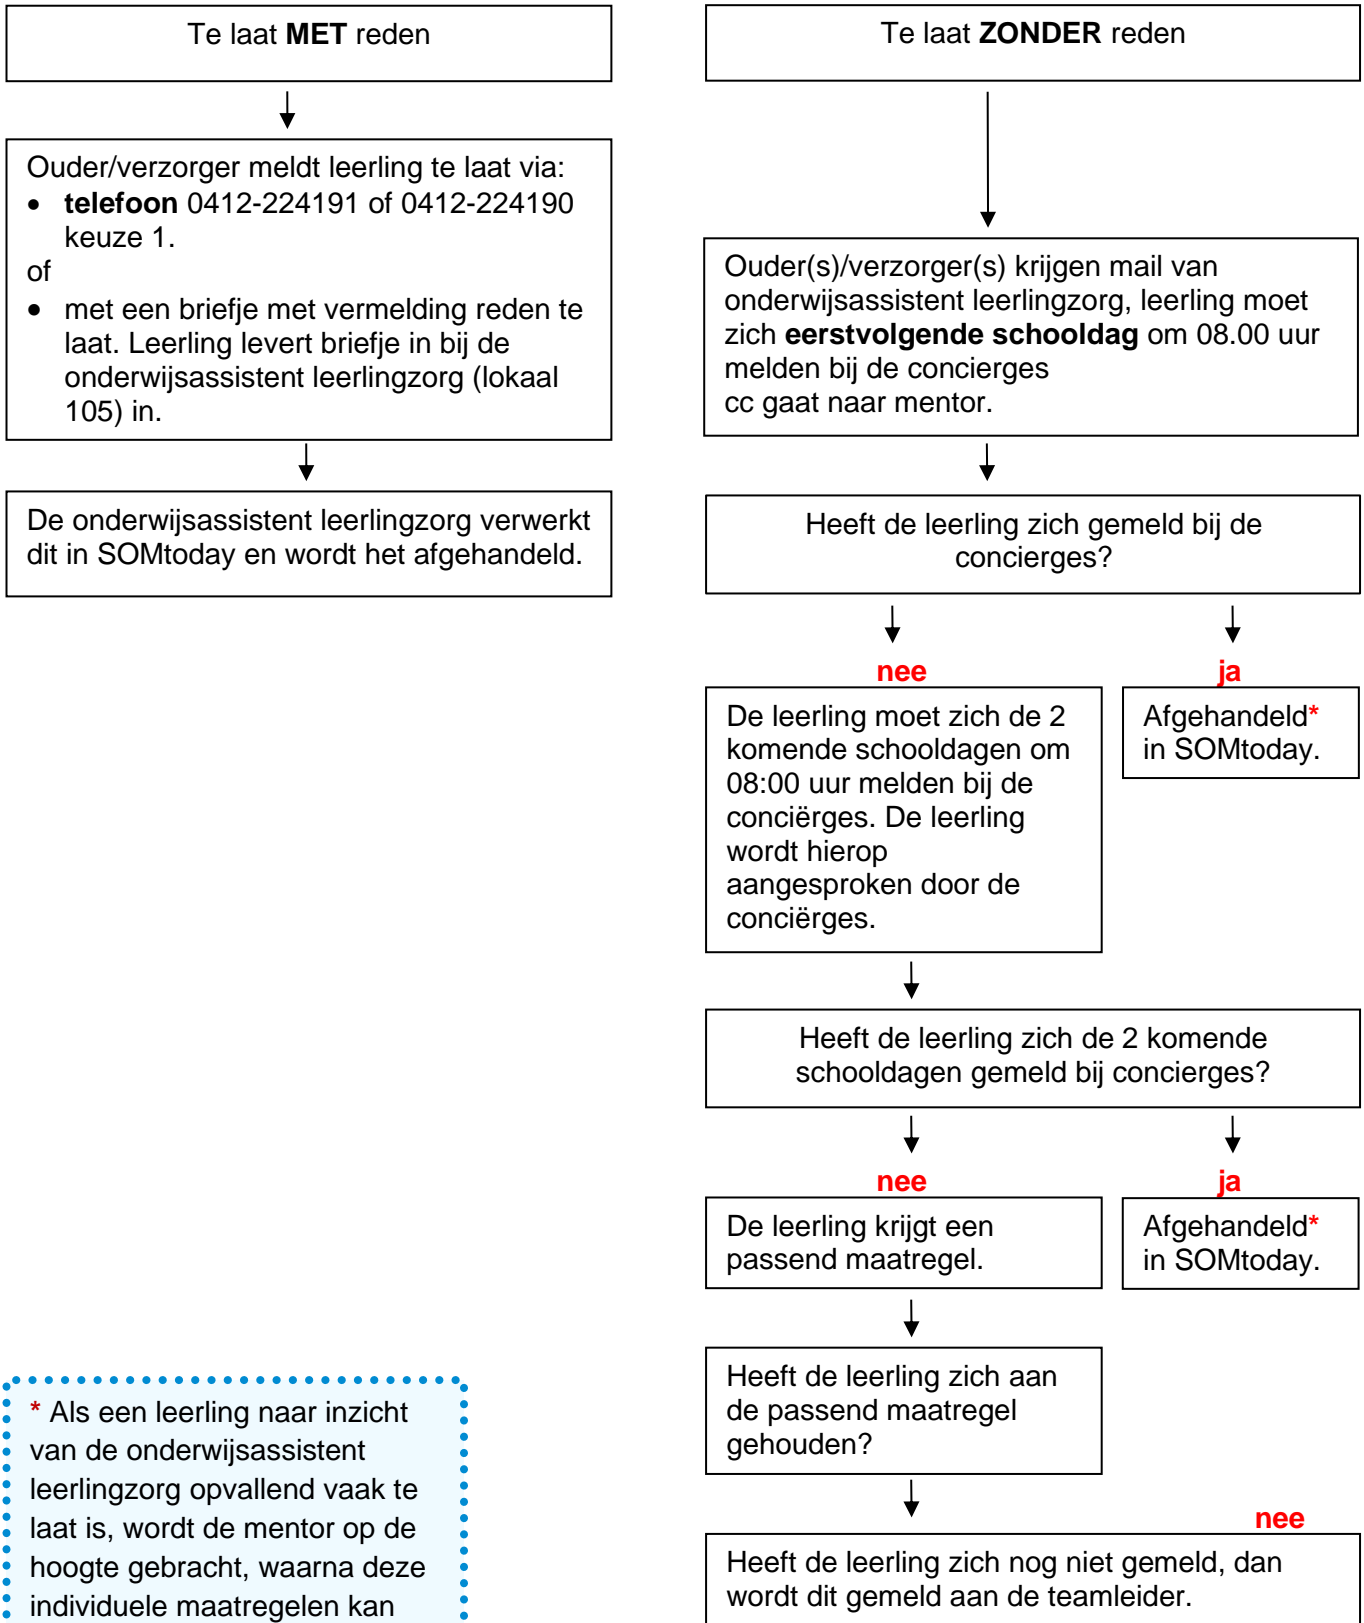 Te laat MET reden
Ouder/verzorger meldt leerling te laat via:
• telefoon 0412-224191 of 0412-224190
keuze 1.
of
• met een briefje met vermelding reden te
laat. Leerling levert briefje in bij de
onderwijsassistent leerlingzorg (lokaal
105) in.
De onderwijsassistent leerlingzorg verwerkt
dit in SOMtoday en wordt het afgehandeld.
Te laat ZONDER reden
Ouder(s)/verzorger(s) krijgen mail van
onderwijsassistent leerlingzorg, leerling moet
zich eerstvolgende schooldag om 08.00 uur
melden bij de concierges
cc gaat naar mentor.
Heeft de leerling zich gemeld bij de
concierges?
nee
De leerling moet zich de 2
komende schooldagen om
08:00 uur melden bij de
conciërges. De leerling
wordt hierop
aangesproken door de
conciërges.
ja
Afgehandeld*
in SOMtoday.
Heeft de leerling zich de 2 komende
schooldagen gemeld bij concierges?
nee
De leerling krijgt een
passend maatregel.
ja
Afgehandeld*
in SOMtoday.
Heeft de leerling zich aan
de passend maatregel
gehouden?
nee
Heeft de leerling zich nog niet gemeld, dan
wordt dit gemeld aan de teamleider.
* Als een leerling naar inzicht
van de onderwijsassistent
leerlingzorg opvallend vaak te
laat is, wordt de mentor op de
hoogte gebracht, waarna deze
individuele maatregelen kan